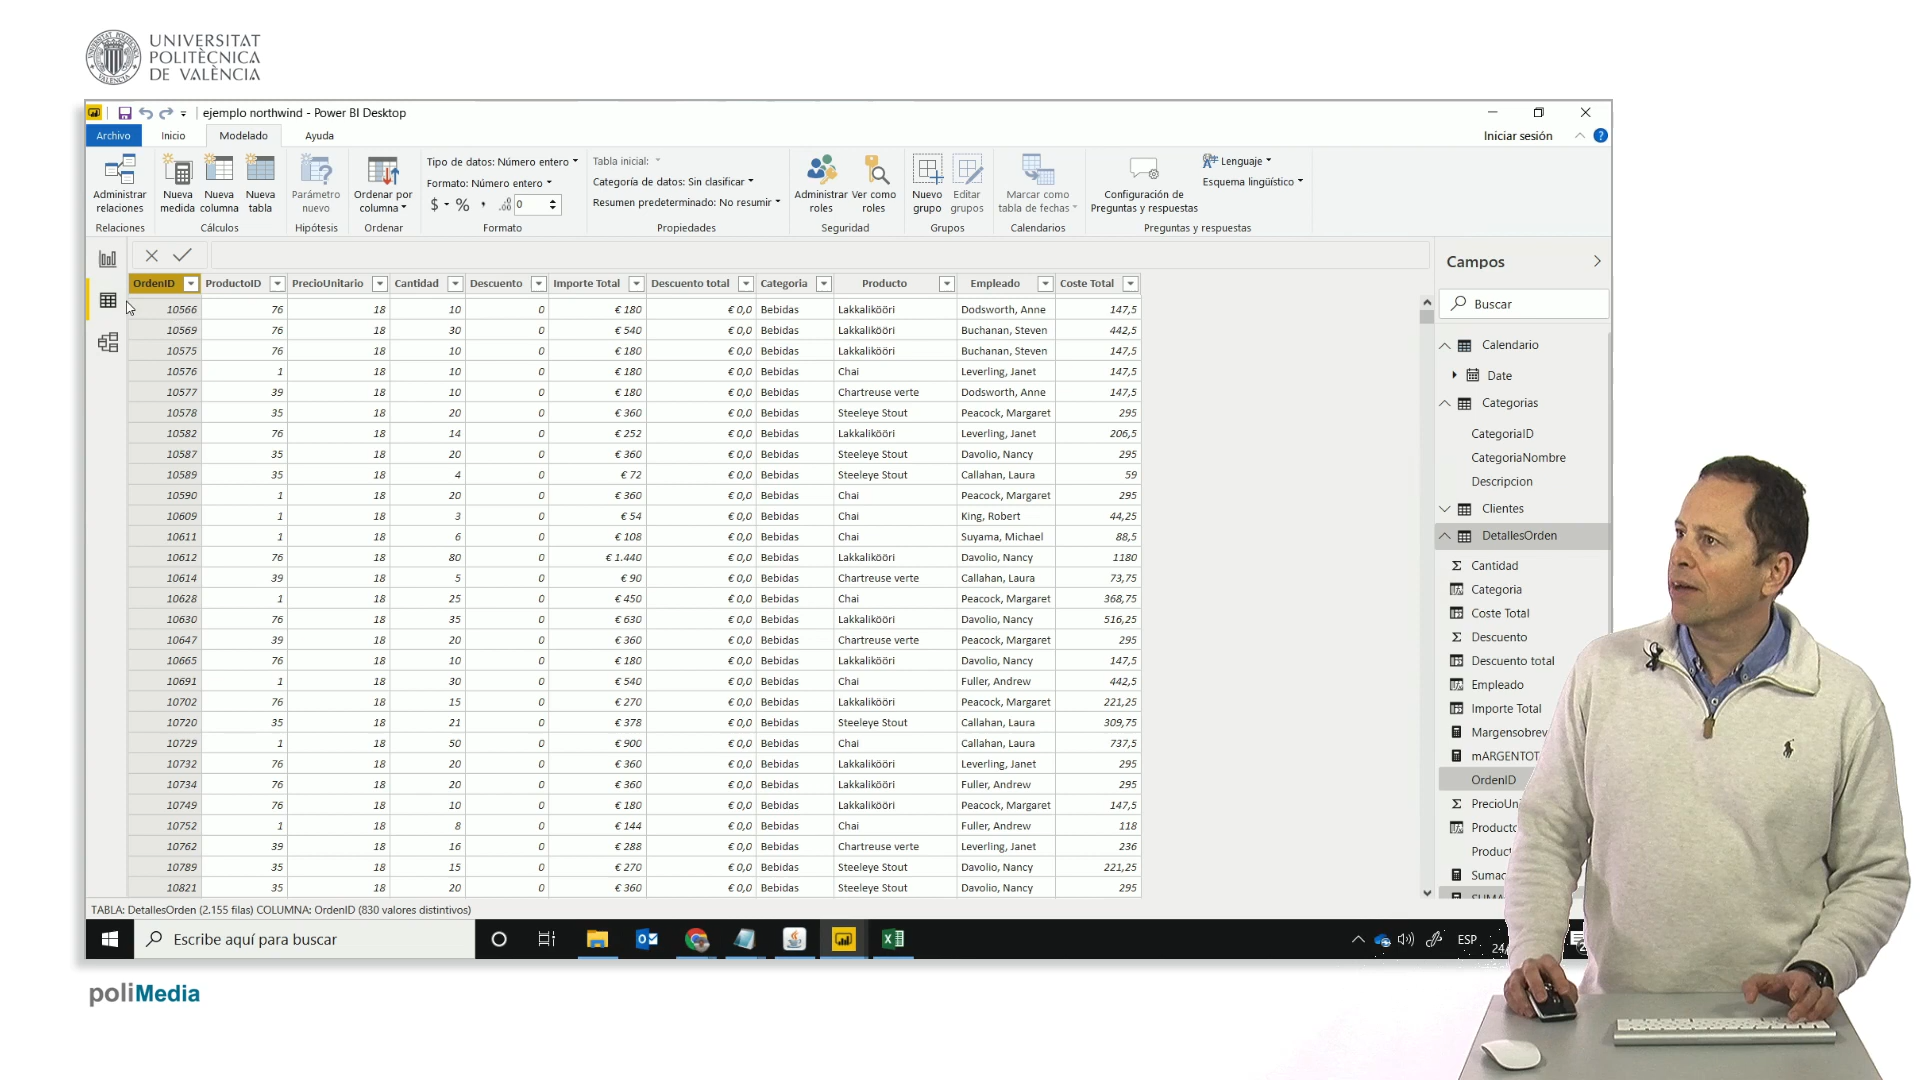 UNIVERSITAT
POLITÈCNICA
DE VALÈNCIA
ejemplo northwind - Power BI Desktop
Archivo Inicio Modelado Ayuda Iniciar sesión
Administrar relaciones
Nueva medida
Nueva columna
Nueva tabla
Parámetro nuevo
Ordenar por columna
Tipo de datos: Número entero
Formato: Número entero
$ % , .00 0
Tabla inicial:
Categoría de datos: Sin clasificar
Resumen predeterminado: No resumir
Administrar roles
Ver como roles
Nuevo grupo
Editar grupos
Marcar como tabla de fechas
Configuración de Preguntas y respuestas
Lenguaje
Esquema lingüístico
Relaciones Cálculos Hipótesis Ordenar Formato Propiedades Seguridad Grupos Calendarios Preguntas y respuestas
OrdenID ProductoID PrecioUnitario Cantidad Descuento Importe Total Descuento total Categoria Producto Empleado Coste Total
10566 76 18 10 0 € 180 € 0,0 Bebidas Lakkalikööri Dodsworth, Anne 147,5
10569 76 18 30 0 € 540 € 0,0 Bebidas Lakkalikööri Buchanan, Steven 442,5
10575 76 18 10 0 € 180 € 0,0 Bebidas Lakkalikööri Buchanan, Steven 147,5
10576 1 18 10 0 € 180 € 0,0 Bebidas Chai Leverling, Janet 147,5
10577 39 18 10 0 € 180 € 0,0 Bebidas Chartreuse verte Dodsworth, Anne 147,5
10578 35 18 20 0 € 360 € 0,0 Bebidas Steeleye Stout Peacock, Margaret 295
10582 76 18 14 0 € 252 € 0,0 Bebidas Lakkalikööri Leverling, Janet 206,5
10587 35 18 20 0 € 360 € 0,0 Bebidas Steeleye Stout Davolio, Nancy 295
10589 35 18 4 0 € 72 € 0,0 Bebidas Steeleye Stout Callahan, Laura 59
10590 1 18 20 0 € 360 € 0,0 Bebidas Chai Peacock, Margaret 295
10609 1 18 3 0 € 54 € 0,0 Bebidas Chai King, Robert 44,25
10611 1 18 6 0 € 108 € 0,0 Bebidas Chai Suyama, Michael 88,5
10612 76 18 80 0 € 1.440 € 0,0 Bebidas Lakkalikööri Davolio, Nancy 1180
10614 39 18 5 0 € 90 € 0,0 Bebidas Chartreuse verte Callahan, Laura 73,75
10628 1 18 25 0 € 450 € 0,0 Bebidas Chai Peacock, Margaret 368,75
10630 76 18 35 0 € 630 € 0,0 Bebidas Lakkalikööri Davolio, Nancy 516,25
10647 39 18 20 0 € 360 € 0,0 Bebidas Chartreuse verte Peacock, Margaret 295
10665 76 18 10 0 € 180 € 0,0 Bebidas Lakkalikööri Davolio, Nancy 147,5
10691 1 18 30 0 € 540 € 0,0 Bebidas Chai Fuller, Andrew 442,5
10702 76 18 15 0 € 270 € 0,0 Bebidas Lakkalikööri Peacock, Margaret 221,25
10720 35 18 21 0 € 378 € 0,0 Bebidas Steeleye Stout Callahan, Laura 309,75
10729 1 18 50 0 € 900 € 0,0 Bebidas Chai Callahan, Laura 737,5
10732 76 18 20 0 € 360 € 0,0 Bebidas Lakkalikööri Leverling, Janet 295
10734 76 18 20 0 € 360 € 0,0 Bebidas Lakkalikööri Fuller, Andrew 295
10749 76 18 10 0 € 180 € 0,0 Bebidas Lakkalikööri Peacock, Margaret 147,5
10752 1 18 8 0 € 144 € 0,0 Bebidas Chai Fuller, Andrew 118
10762 39 18 16 0 € 288 € 0,0 Bebidas Chartreuse verte Leverling, Janet 236
10789 35 18 15 0 € 270 € 0,0 Bebidas Steeleye Stout Davolio, Nancy 221,25
10821 35 18 20 0 € 360 € 0,0 Bebidas Steeleye Stout Davolio, Nancy 295
Campos
Buscar
Calendario
Date
Categorias
CategoriaID
CategoriaNombre
Descripcion
Clientes
DetallesOrden
Cantidad
Categoria
Coste Total
Descuento
Descuento total
Empleado
Importe Total
Margensobrev
mARGENTOT
OrdenID
PrecioUni
Producto
Product
Suma
TABLA: DetallesOrden (2.155 filas) COLUMNA: OrdenID (830 valores distintivos)
Escribe aquí para buscar
ESP
poliMedia